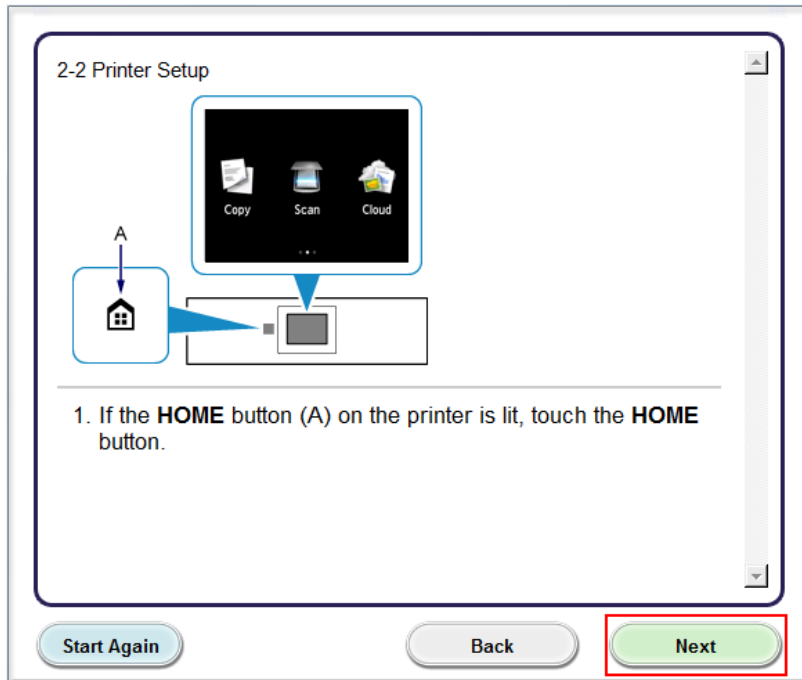 2-2 Printer Setup
Copy Scan Cloud
A
1. If the HOME button (A) on the printer is lit, touch the HOME
button.
Start Again Back Next